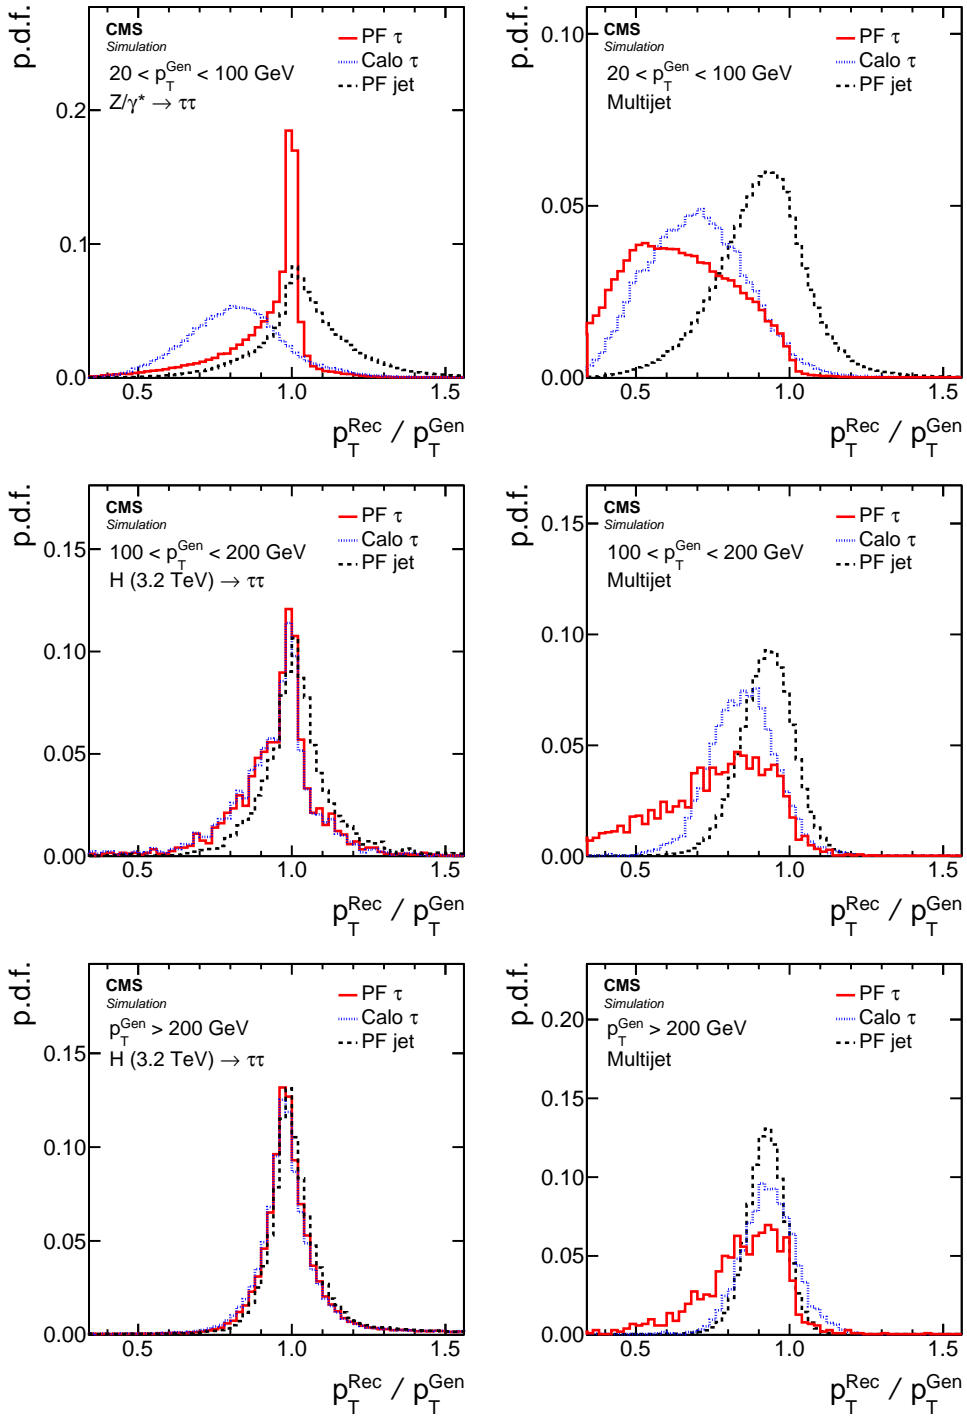 p.d.f.
CMS
Simulation
20 < p_T^Gen < 100 GeV
Z/γ* → ττ
PF τ
Calo τ
PF jet
0.2
0.1
0.0
0.5 1.0 1.5
p_T^Rec / p_T^Gen
p.d.f.
CMS
Simulation
20 < p_T^Gen < 100 GeV
Multijet
PF τ
Calo τ
PF jet
0.10
0.05
0.00
0.5 1.0 1.5
p_T^Rec / p_T^Gen
p.d.f.
CMS
Simulation
100 < p_T^Gen < 200 GeV
H (3.2 TeV) → ττ
PF τ
Calo τ
PF jet
0.15
0.10
0.05
0.00
0.5 1.0 1.5
p_T^Rec / p_T^Gen
p.d.f.
CMS
Simulation
100 < p_T^Gen < 200 GeV
Multijet
PF τ
Calo τ
PF jet
0.15
0.10
0.05
0.00
0.5 1.0 1.5
p_T^Rec / p_T^Gen
p.d.f.
CMS
Simulation
p_T^Gen > 200 GeV
H (3.2 TeV) → ττ
PF τ
Calo τ
PF jet
0.15
0.10
0.05
0.00
0.5 1.0 1.5
p_T^Rec / p_T^Gen
p.d.f.
CMS
Simulation
p_T^Gen > 200 GeV
Multijet
PF τ
Calo τ
PF jet
0.20
0.15
0.10
0.05
0.00
0.5 1.0 1.5
p_T^Rec / p_T^Gen